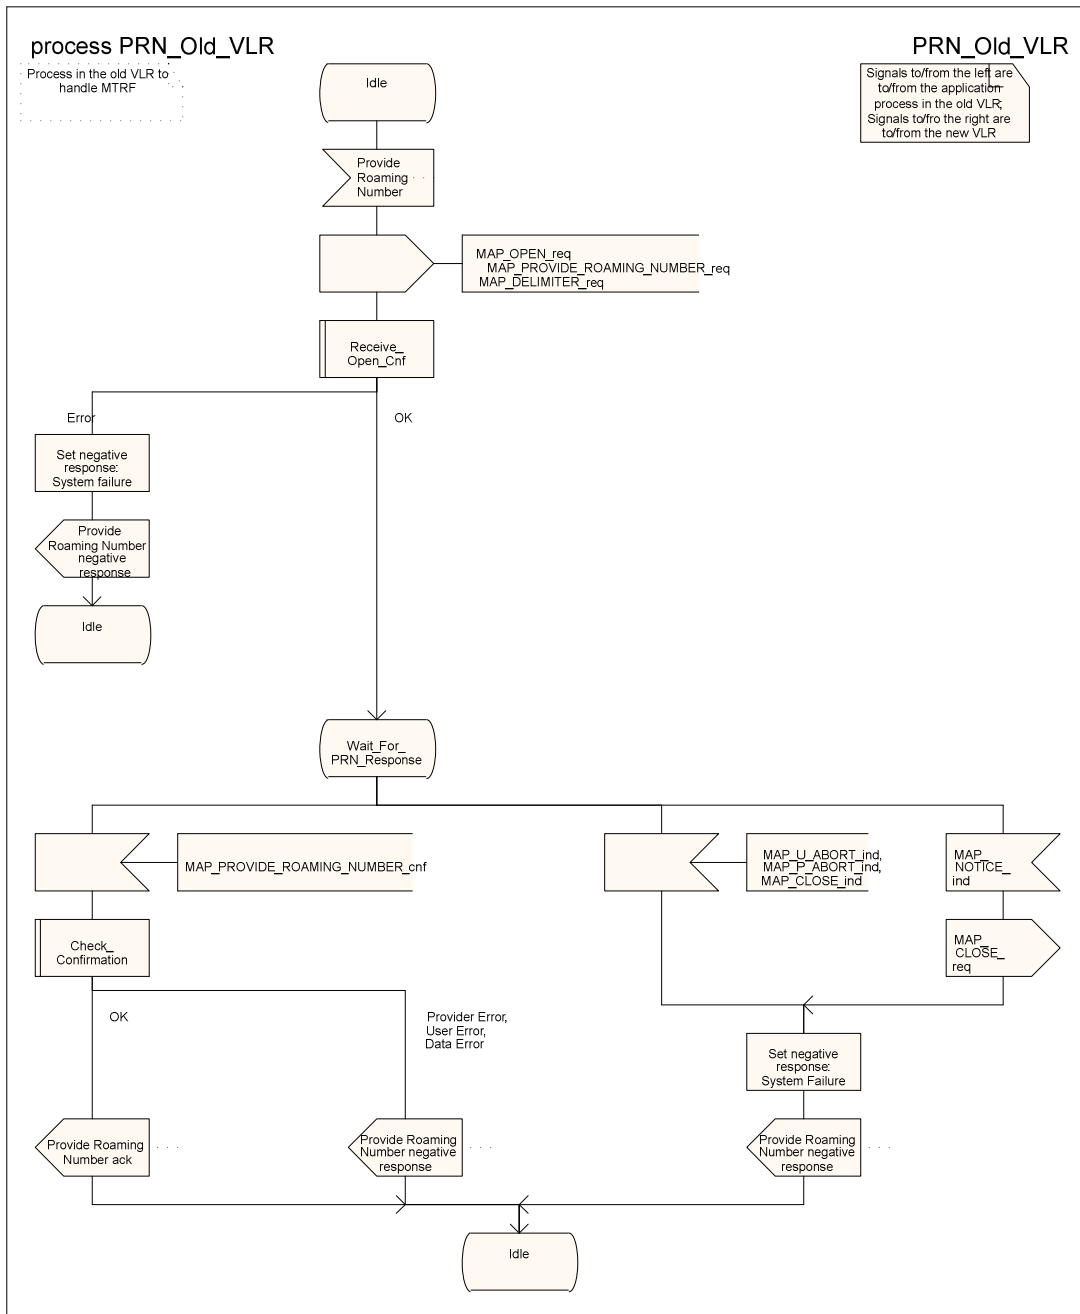 process PRN_Old_VLR
PRN_Old_VLR
Process in the old VLR to
handle MTRF
Signals to/from the left are
to/from the application
process in the old VLR;
Signals to/fro the right are
to/from the new VLR
Idle
Provide
Roaming
Number
MAP_OPEN_req
MAP_PROVIDE_ROAMING_NUMBER_req
MAP_DELIMITER_req
Receive_
Open_Cnf
Error
OK
Set negative
response:
System failure
Provide
Roaming Number
negative
response
Idle
Wait_For_
PRN_Response
MAP_PROVIDE_ROAMING_NUMBER_cnf
MAP_U_ABORT_ind,
MAP_P_ABORT_ind,
MAP_CLOSE_ind
MAP_
NOTICE_
ind
Check_
Confirmation
MAP_
CLOSE_
req
OK
Provider Error,
User Error,
Data Error
Set negative
response:
System Failure
Provide Roaming
Number ack
Provide Roaming
Number negative
response
Provide Roaming
Number negative
response
Idle